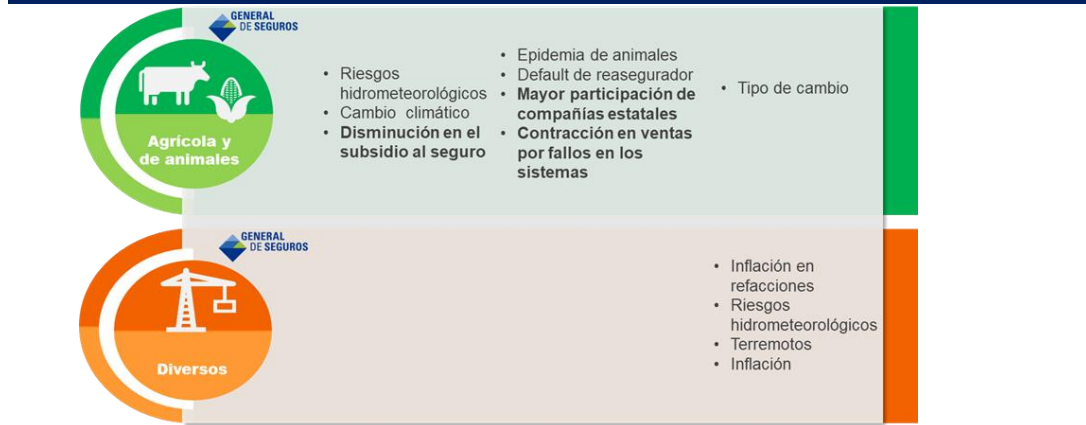 GENERAL
DE SEGUROS
Agrícola y
de animales
• Riesgos
hidrometeorológicos
• Cambio climático
• Disminución en el
subsidio al seguro
• Epidemia de animales
• Default de reasegurador
• Mayor participación de
compañías estatales
• Contracción en ventas
por fallos en los
sistemas
• Tipo de cambio
GENERAL
DE SEGUROS
Diversos
• Inflación en
refacciones
• Riesgos
hidrometeorológicos
• Terremotos
• Inflación